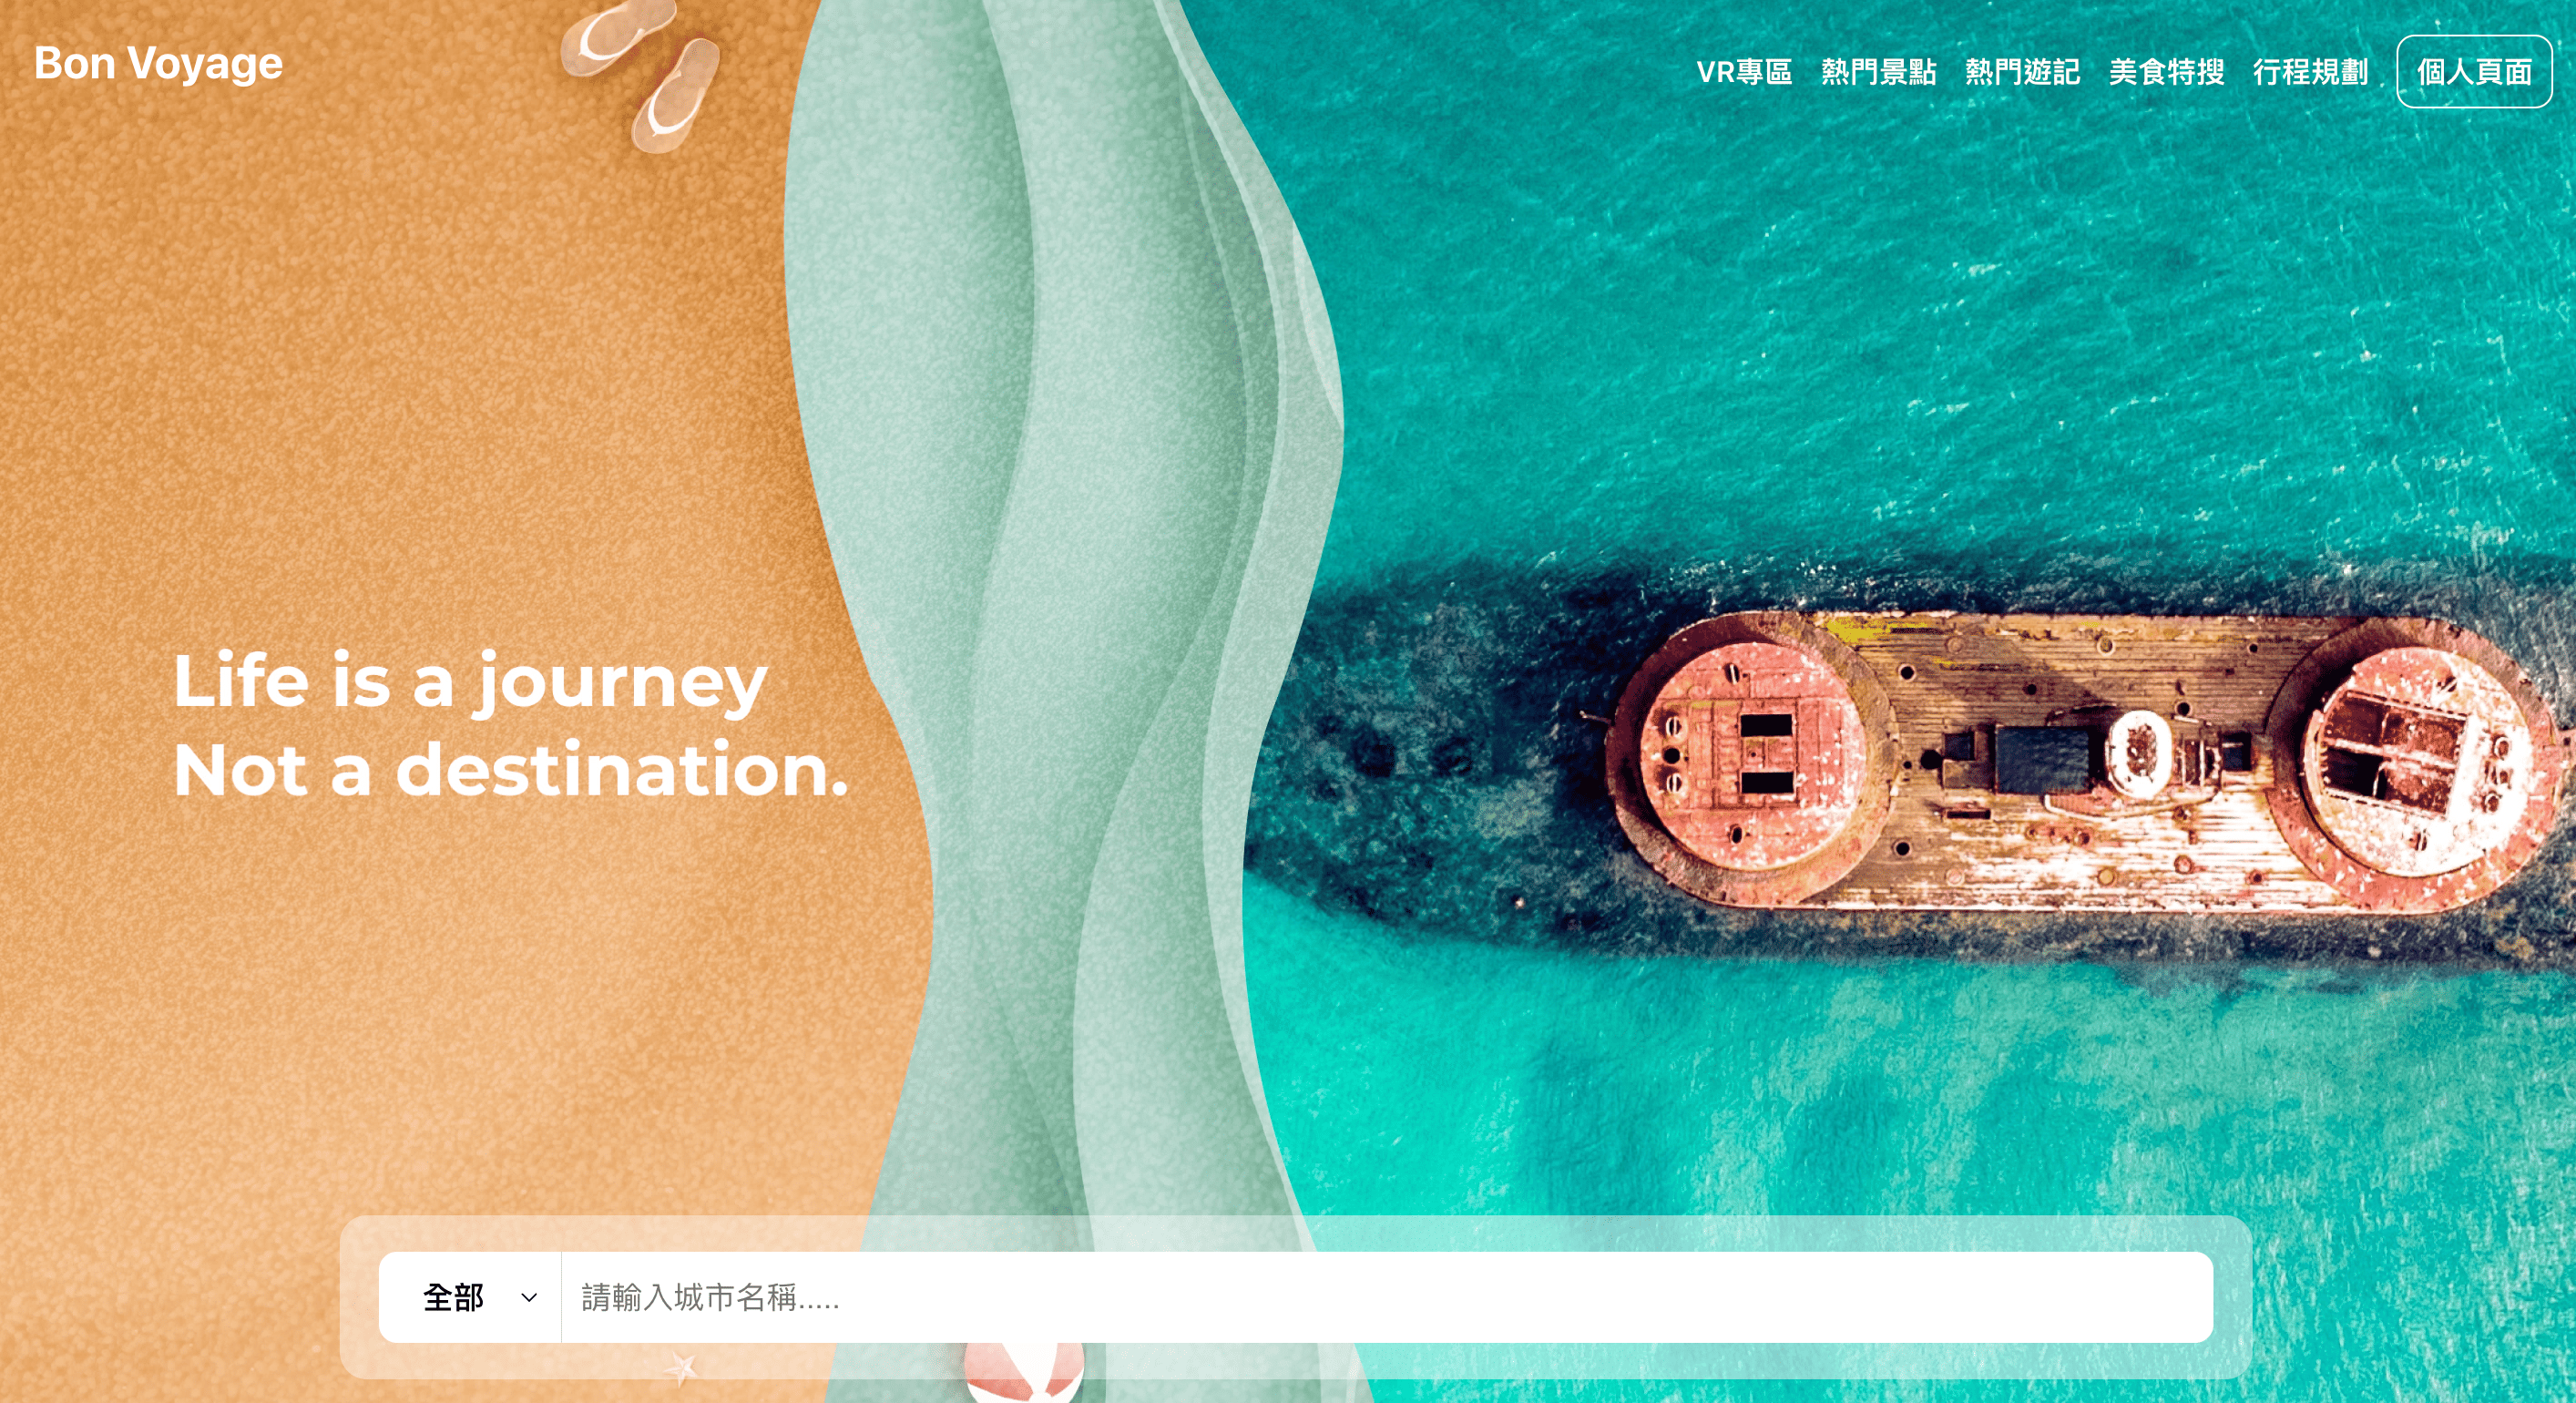 Bon Voyage
VR專區 熱門景點 熱門遊記 美食特搜 行程規劃 個人頁面
Life is a journey
Not a destination.
全部 請輸入城市名稱.....